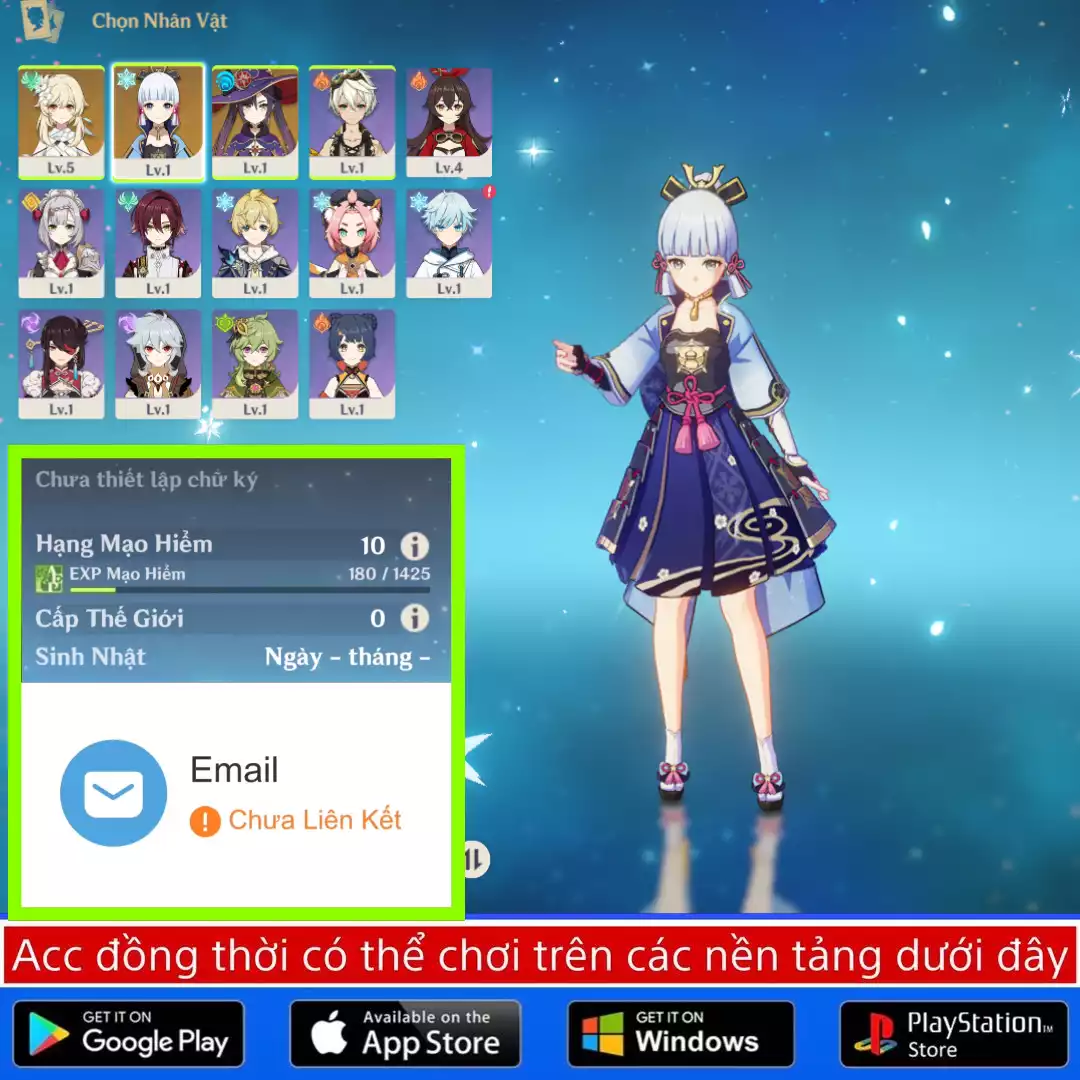 Chọn Nhân Vật
Lv.5
Lv.1
Lv.1
Lv.1
Lv.4
Lv.1
Lv.1
Lv.1
Lv.1
Lv.1
Lv.1
Lv.1
Lv.1
Lv.1
Chưa thiết lập chữ ký
Hạng Mạo Hiểm 10
EXP Mạo Hiểm 180 / 1425
Cấp Thế Giới 0
Sinh Nhật Ngày - tháng -
Email
Chưa Liên Kết
Acc đồng thời có thể chơi trên các nền tảng dưới đây
GET IT ON
Google Play
Available on the
App Store
GET IT ON
Windows
PlayStation™
Store